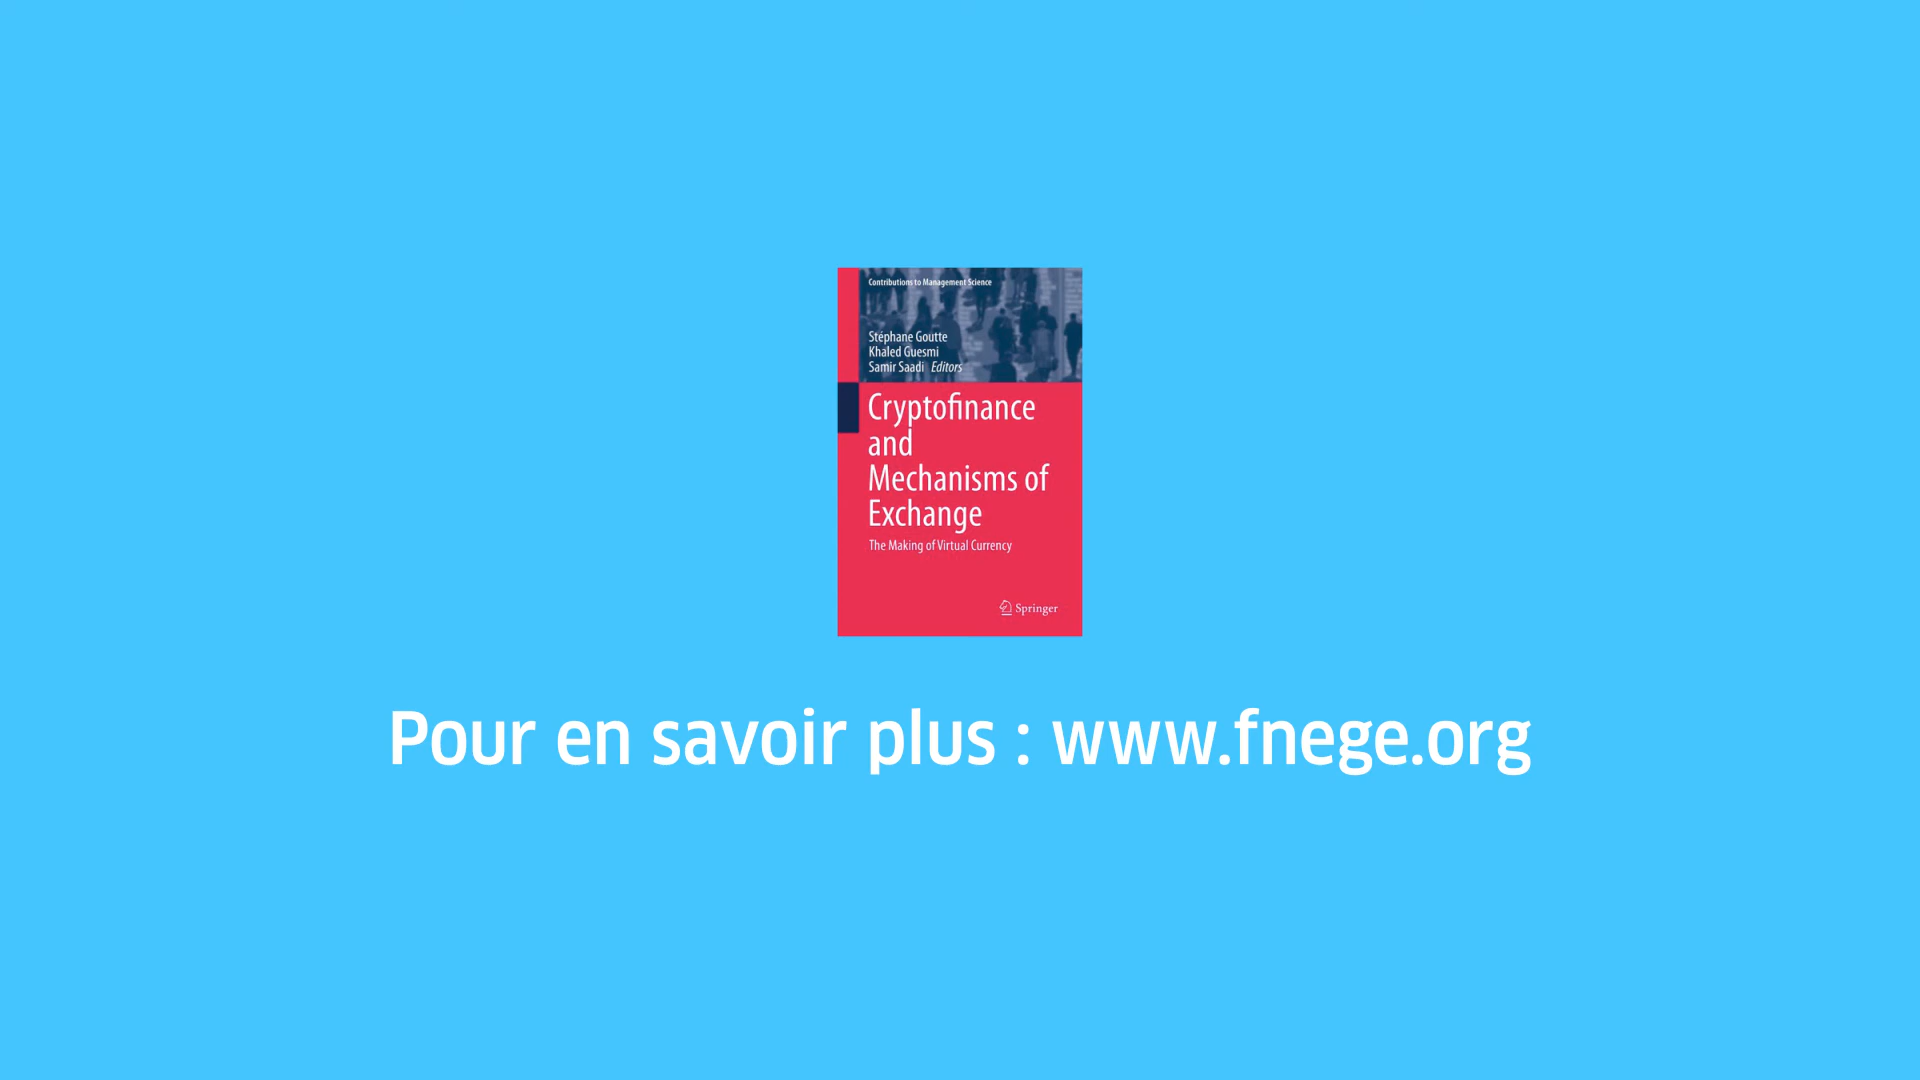 Contributions to Management Science
Stéphane Goutte
Khaled Guesmi
Samir Saadi Editors
Cryptofinance
and
Mechanisms of
Exchange
The Making of Virtual Currency
Springer
Pour en savoir plus : www.fnege.org